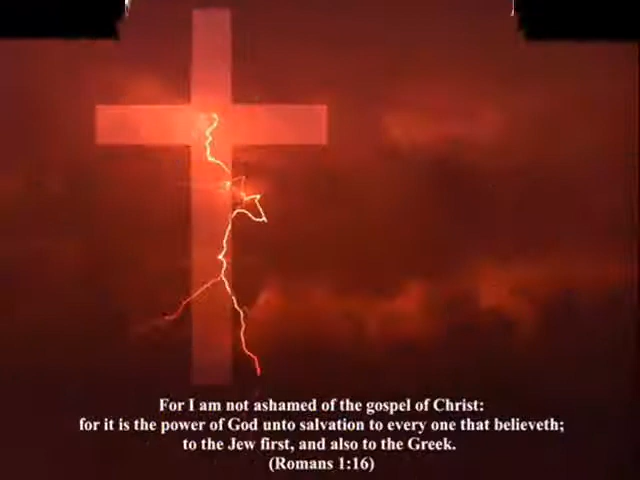 For I am not ashamed of the gospel of Christ:
for it is the power of God unto salvation to every one that believeth;
to the Jew first, and also to the Greek.
(Romans 1:16)